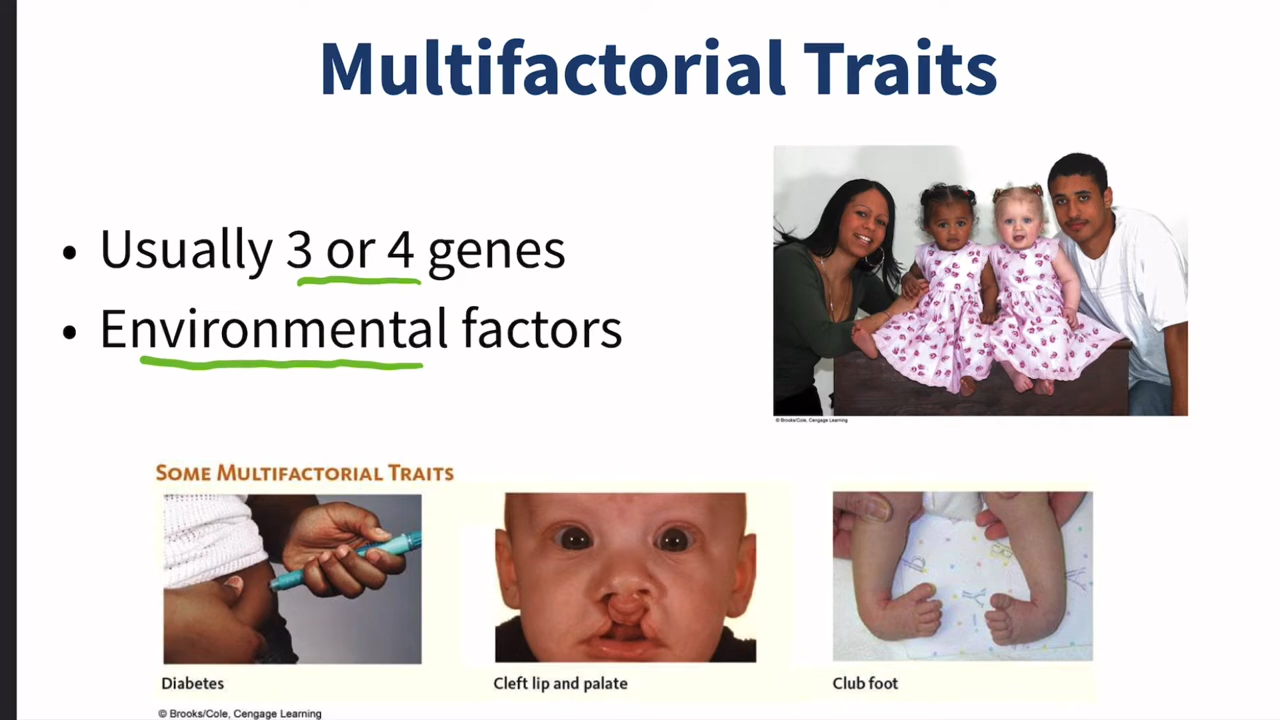 Multifactorial Traits
• Usually 3 or 4 genes
• Environmental factors
© Brooks/Cole, Cengage Learning
SOME MULTIFACTORIAL TRAITS
Diabetes
Cleft lip and palate
Club foot
© Brooks/Cole, Cengage Learning